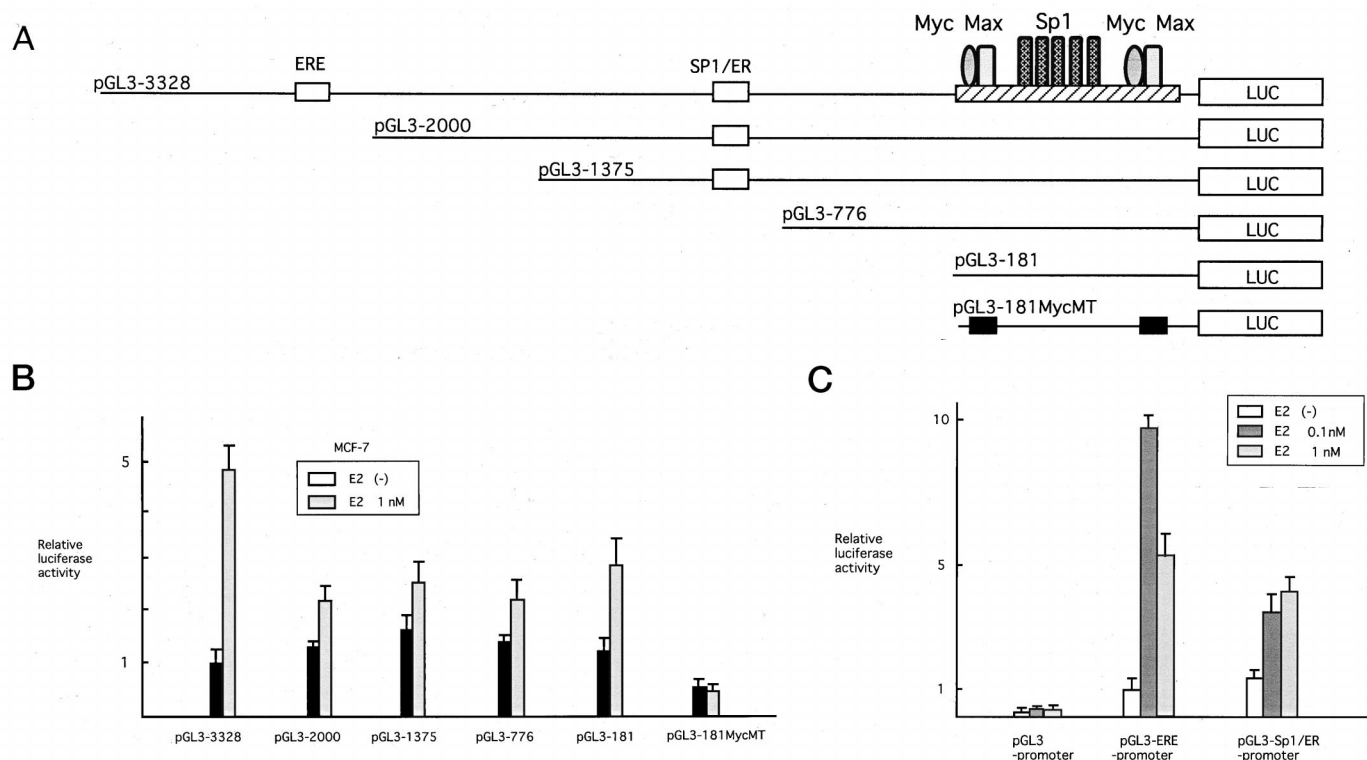 A
Myc Max Sp1 Myc Max
ERE
SP1/ER
pGL3-3328
LUC
pGL3-2000
LUC
pGL3-1375
LUC
pGL3-776
LUC
pGL3-181
LUC
pGL3-181MycMT
LUC
B
MCF-7
E2 (-)
E2 1 nM
5
1
Relative
luciferase
activity
pGL3-3328 pGL3-2000 pGL3-1375 pGL3-776 pGL3-181 pGL3-181MycMT
C
E2 (-)
E2 0.1nM
E2 1 nM
10
5
1
Relative
luciferase
activity
pGL3
-promoter
pGL3-ERE
-promoter
pGL3-Sp1/ER
-promoter